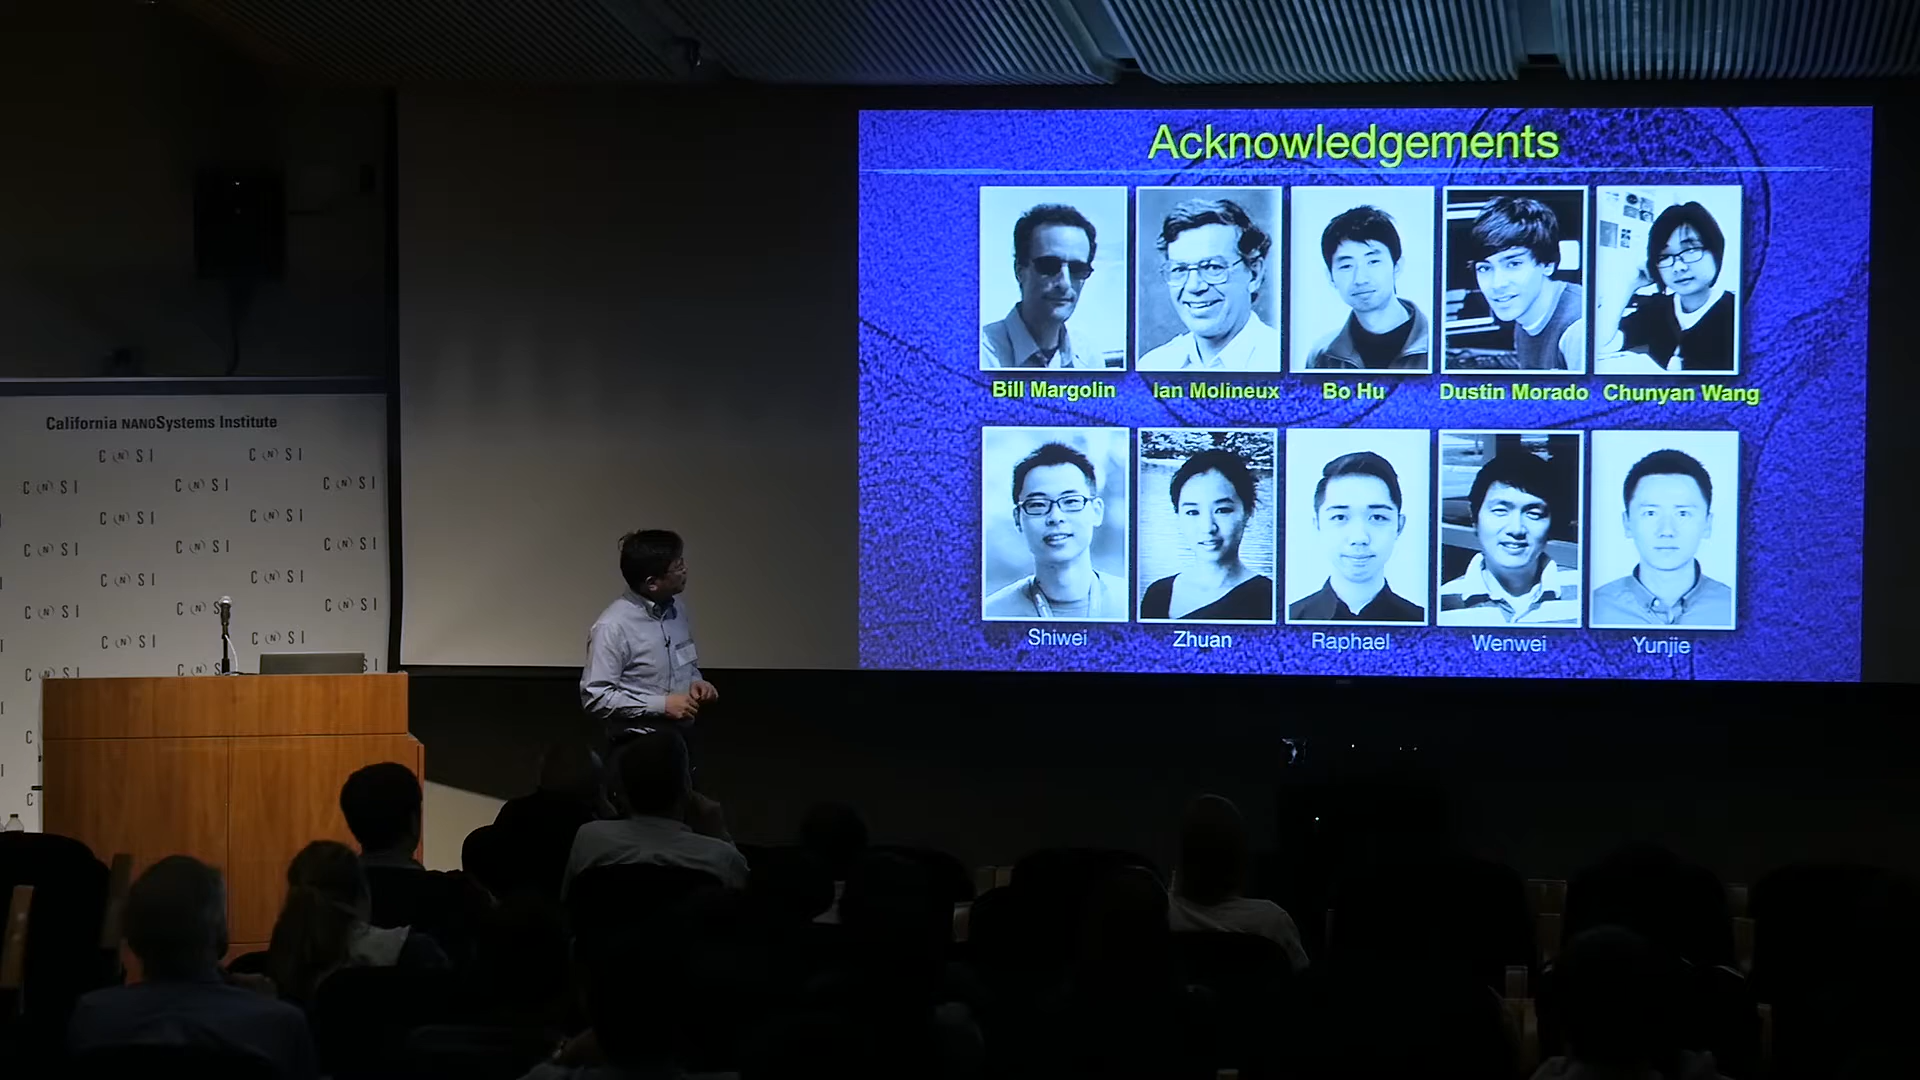 Acknowledgements
Bill Margolin Ian Molineux Bo Hu Dustin Morado Chunyan Wang
Shiwei Zhuan Raphael Wenwei Yunjie
California NANOSystems Institute
C N S I C N S I
C N S I C N S I C N S I
C N S I C N S I
C N S I C N S I C N S I
C N S I C N S I
C N S I C N S C N S I
C N S I C N S I
C N S I C N S I
C
C